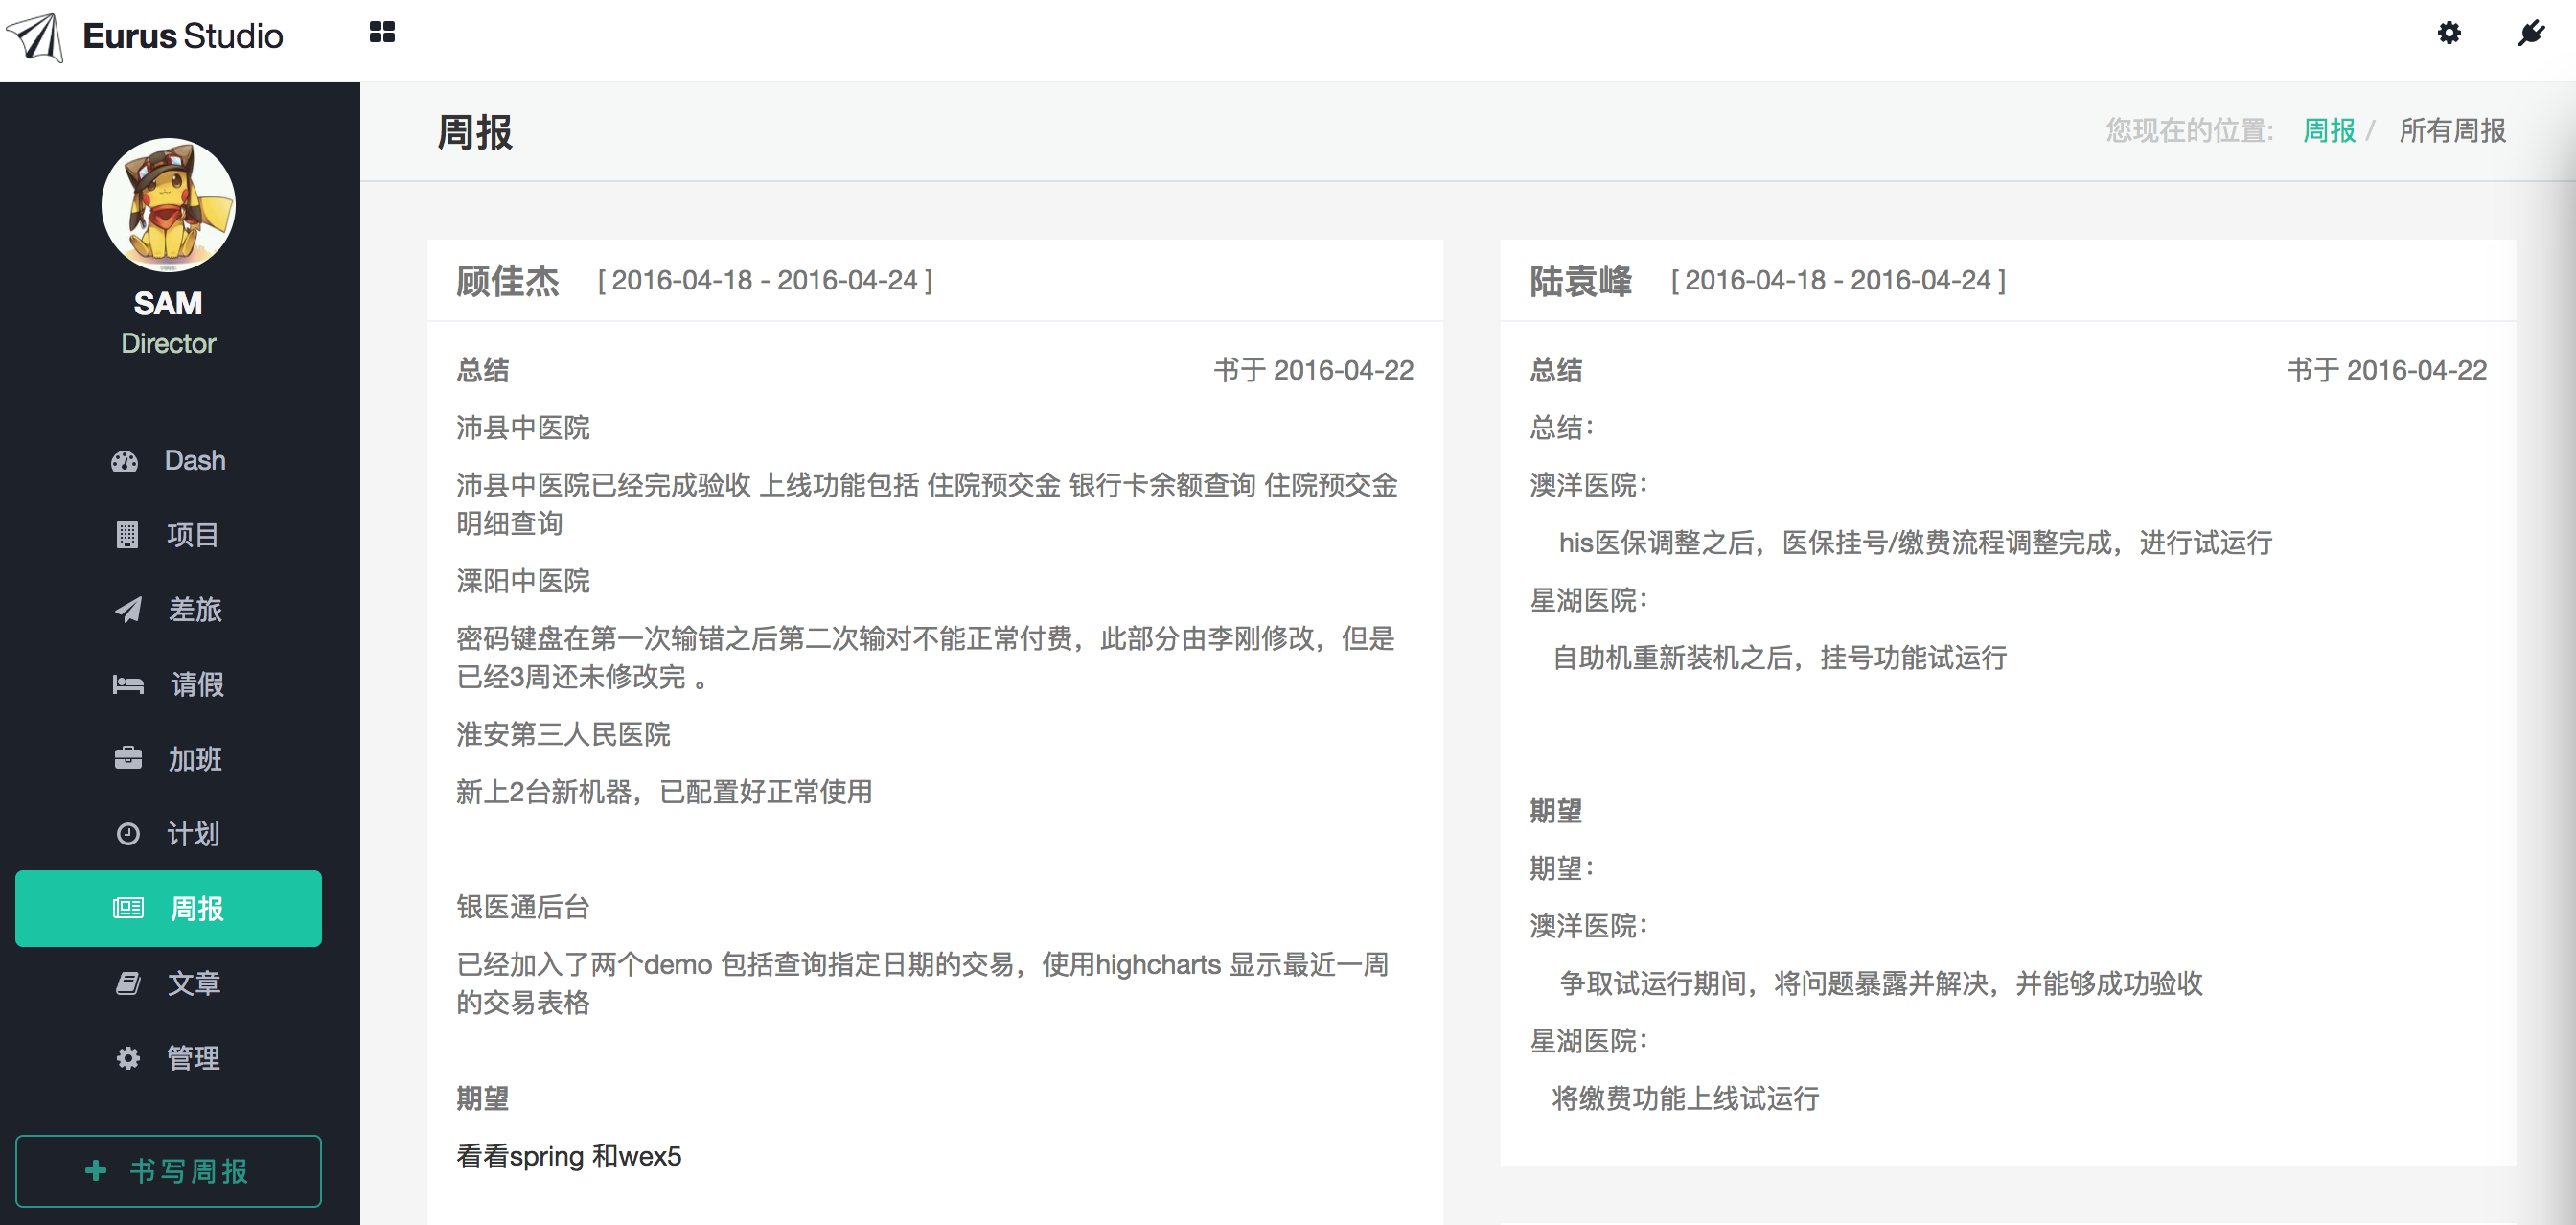 Eurus Studio
SAM
Director
Dash
项目
差旅
请假
加班
计划
周报
文章
管理
书写周报
周报
您现在的位置: 周报 / 所有周报
顾佳杰 [ 2016-04-18 - 2016-04-24 ]
总结 书于 2016-04-22
沛县中医院
沛县中医院已经完成验收 上线功能包括 住院预交金 银行卡余额查询 住院预交金
明细查询
溧阳中医院
密码键盘在第一次输错之后第二次输对不能正常付费，此部分由李刚修改，但是
已经3周还未修改完 。
淮安第三人民医院
新上2台新机器，已配置好正常使用
银医通后台
已经加入了两个demo 包括查询指定日期的交易，使用highcharts 显示最近一周
的交易表格
期望
看看spring 和wex5
陆袁峰 [ 2016-04-18 - 2016-04-24 ]
总结 书于 2016-04-22
总结：
澳洋医院：
his医保调整之后，医保挂号/缴费流程调整完成，进行试运行
星湖医院：
自助机重新装机之后，挂号功能试运行
期望
期望：
澳洋医院：
争取试运行期间，将问题暴露并解决，并能够成功验收
星湖医院：
将缴费功能上线试运行